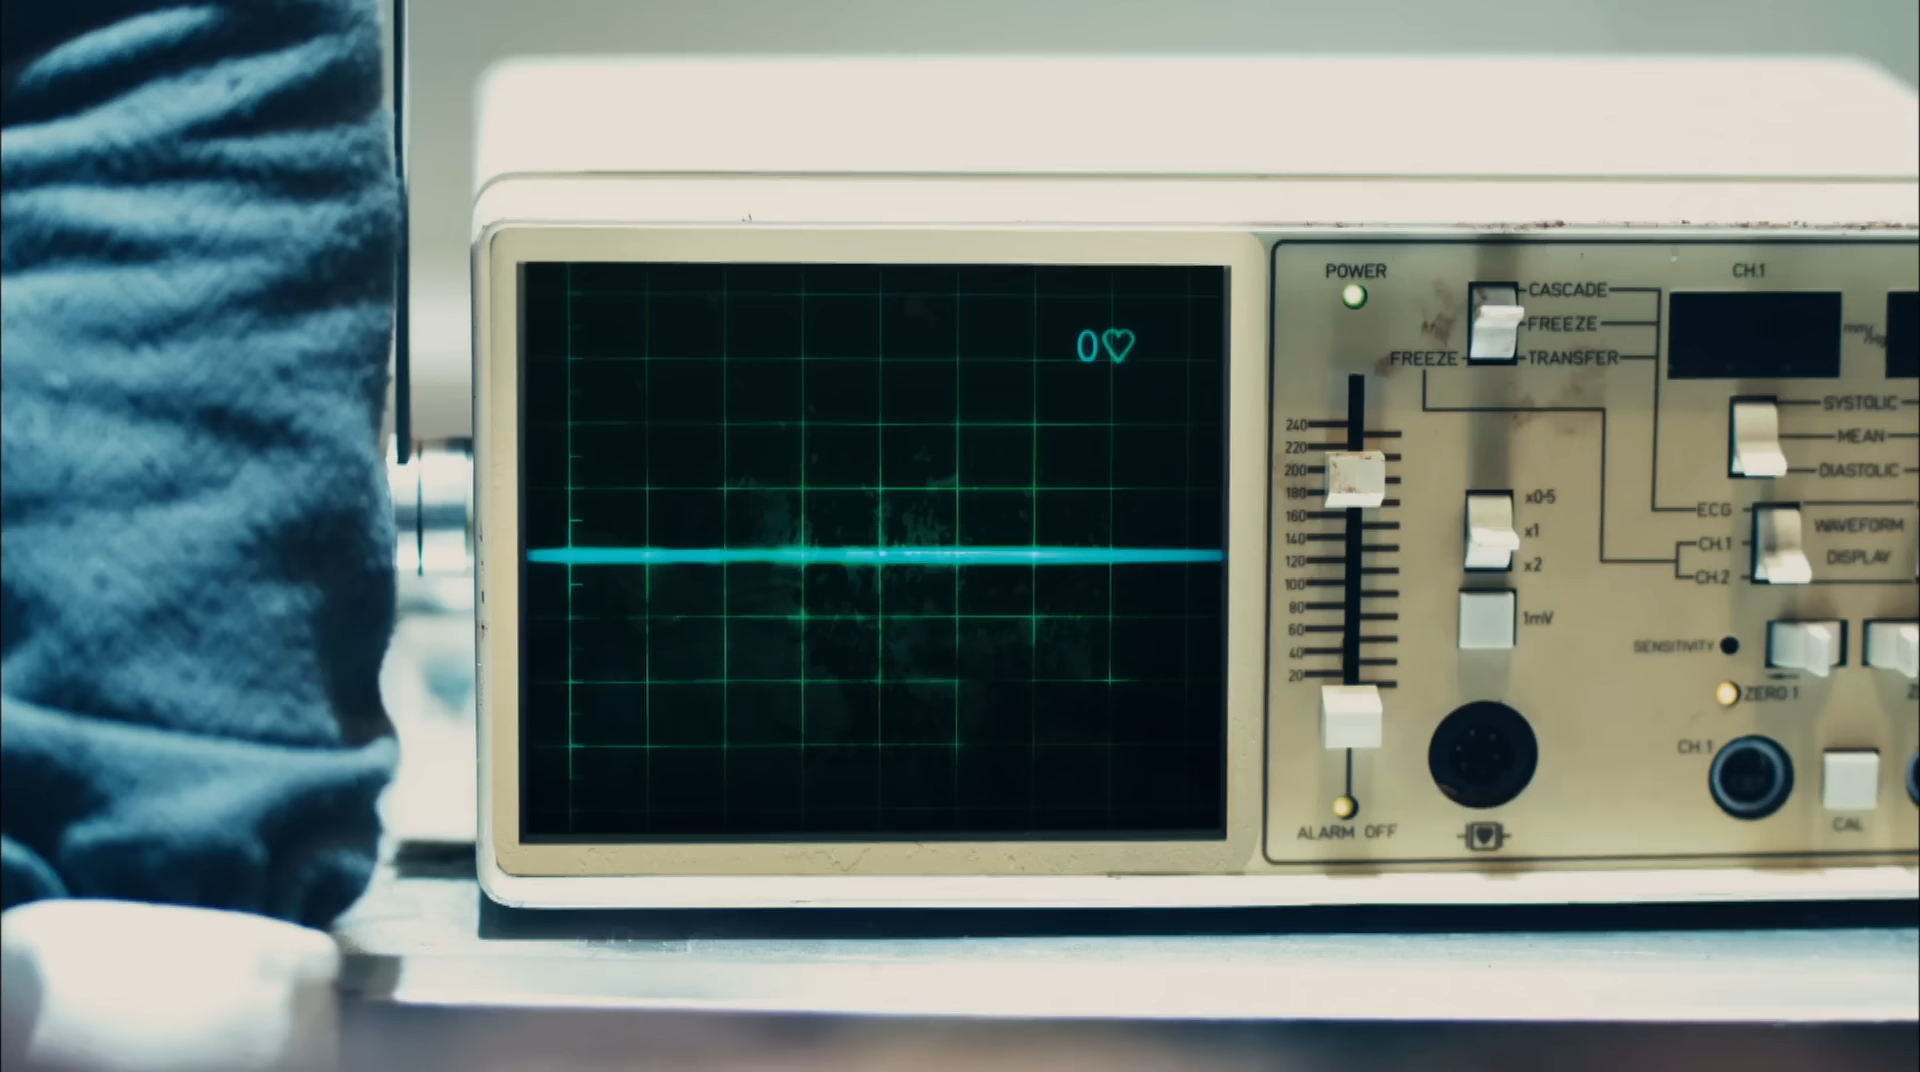 0♡
POWER
CASCADE
FREEZE
FREEZE TRANSFER
240
220
200
180
160
140
120
100
80
60
40
20
ALARM OFF
x0·5
x1
x2
1mV
CH.1
mm/Hg
SYSTOLIC
MEAN
DIASTOLIC
ECG
CH.1
CH.2
WAVEFORM
DISPLAY
SENSITIVITY
ZERO 1
CH.1
CAL